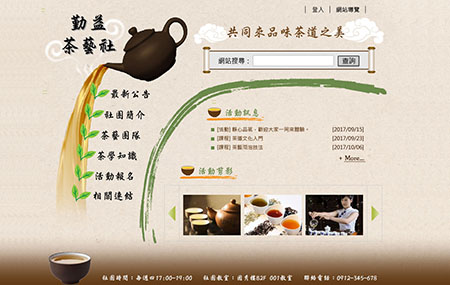 | 登入 | 網站導覽 |
勤益
茶藝社
共同來品味茶道之美
網站搜尋： 查詢
最新公告
社團簡介
茶藝團隊
茶學知識
活動報名
相關連結
活動訊息
[活動] 靜心品茗，歡迎大家一同來體驗。 [2017/09/15]
[課程] 茶道文化入門 [2017/09/23]
[課程] 茶藝沏泡技法 [2017/10/06]
+ More...
活動剪影
社團時間：每週四17:00-19:00 社團教室：圖秀樓B2F 001教室 聯絡電話：0912-345-678